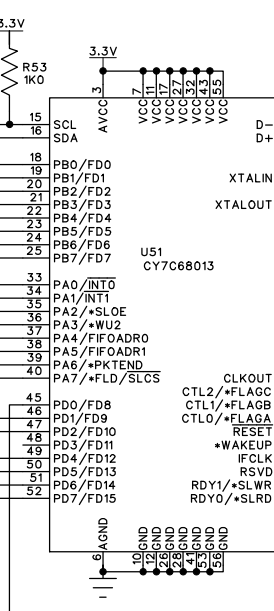 3.3V
3.3V
R53
1K0
3
AVCC
7
VCC
11
VCC
17
VCC
27
VCC
32
VCC
43
VCC
55
VCC
15 SCL
16 SDA
D-
D+
18 PB0/FD0
19 PB1/FD1
20 PB2/FD2
21 PB3/FD3
22 PB4/FD4
23 PB5/FD5
24 PB6/FD6
25 PB7/FD7
XTALIN
XTALOUT
U51
CY7C68013
33 PA0/INT0
34 PA1/INT1
35 PA2/*SLOE
36 PA3/*WU2
37 PA4/FIFOADR0
38 PA5/FIFOADR1
39 PA6/*PKTEND
40 PA7/*FLD/SLCS
CLKOUT
CTL2/*FLAGC
CTL1/*FLAGB
CTL0/*FLAGA
RESET
*WAKEUP
IFCLK
RSVD
RDY1/*SLWR
RDY0/*SLRD
45 PD0/FD8
46 PD1/FD9
47 PD2/FD10
48 PD3/FD11
49 PD4/FD12
50 PD5/FD13
51 PD6/FD14
52 PD7/FD15
AGND
6
GND
10
GND
12
GND
26
GND
28
GND
41
GND
53
GND
56